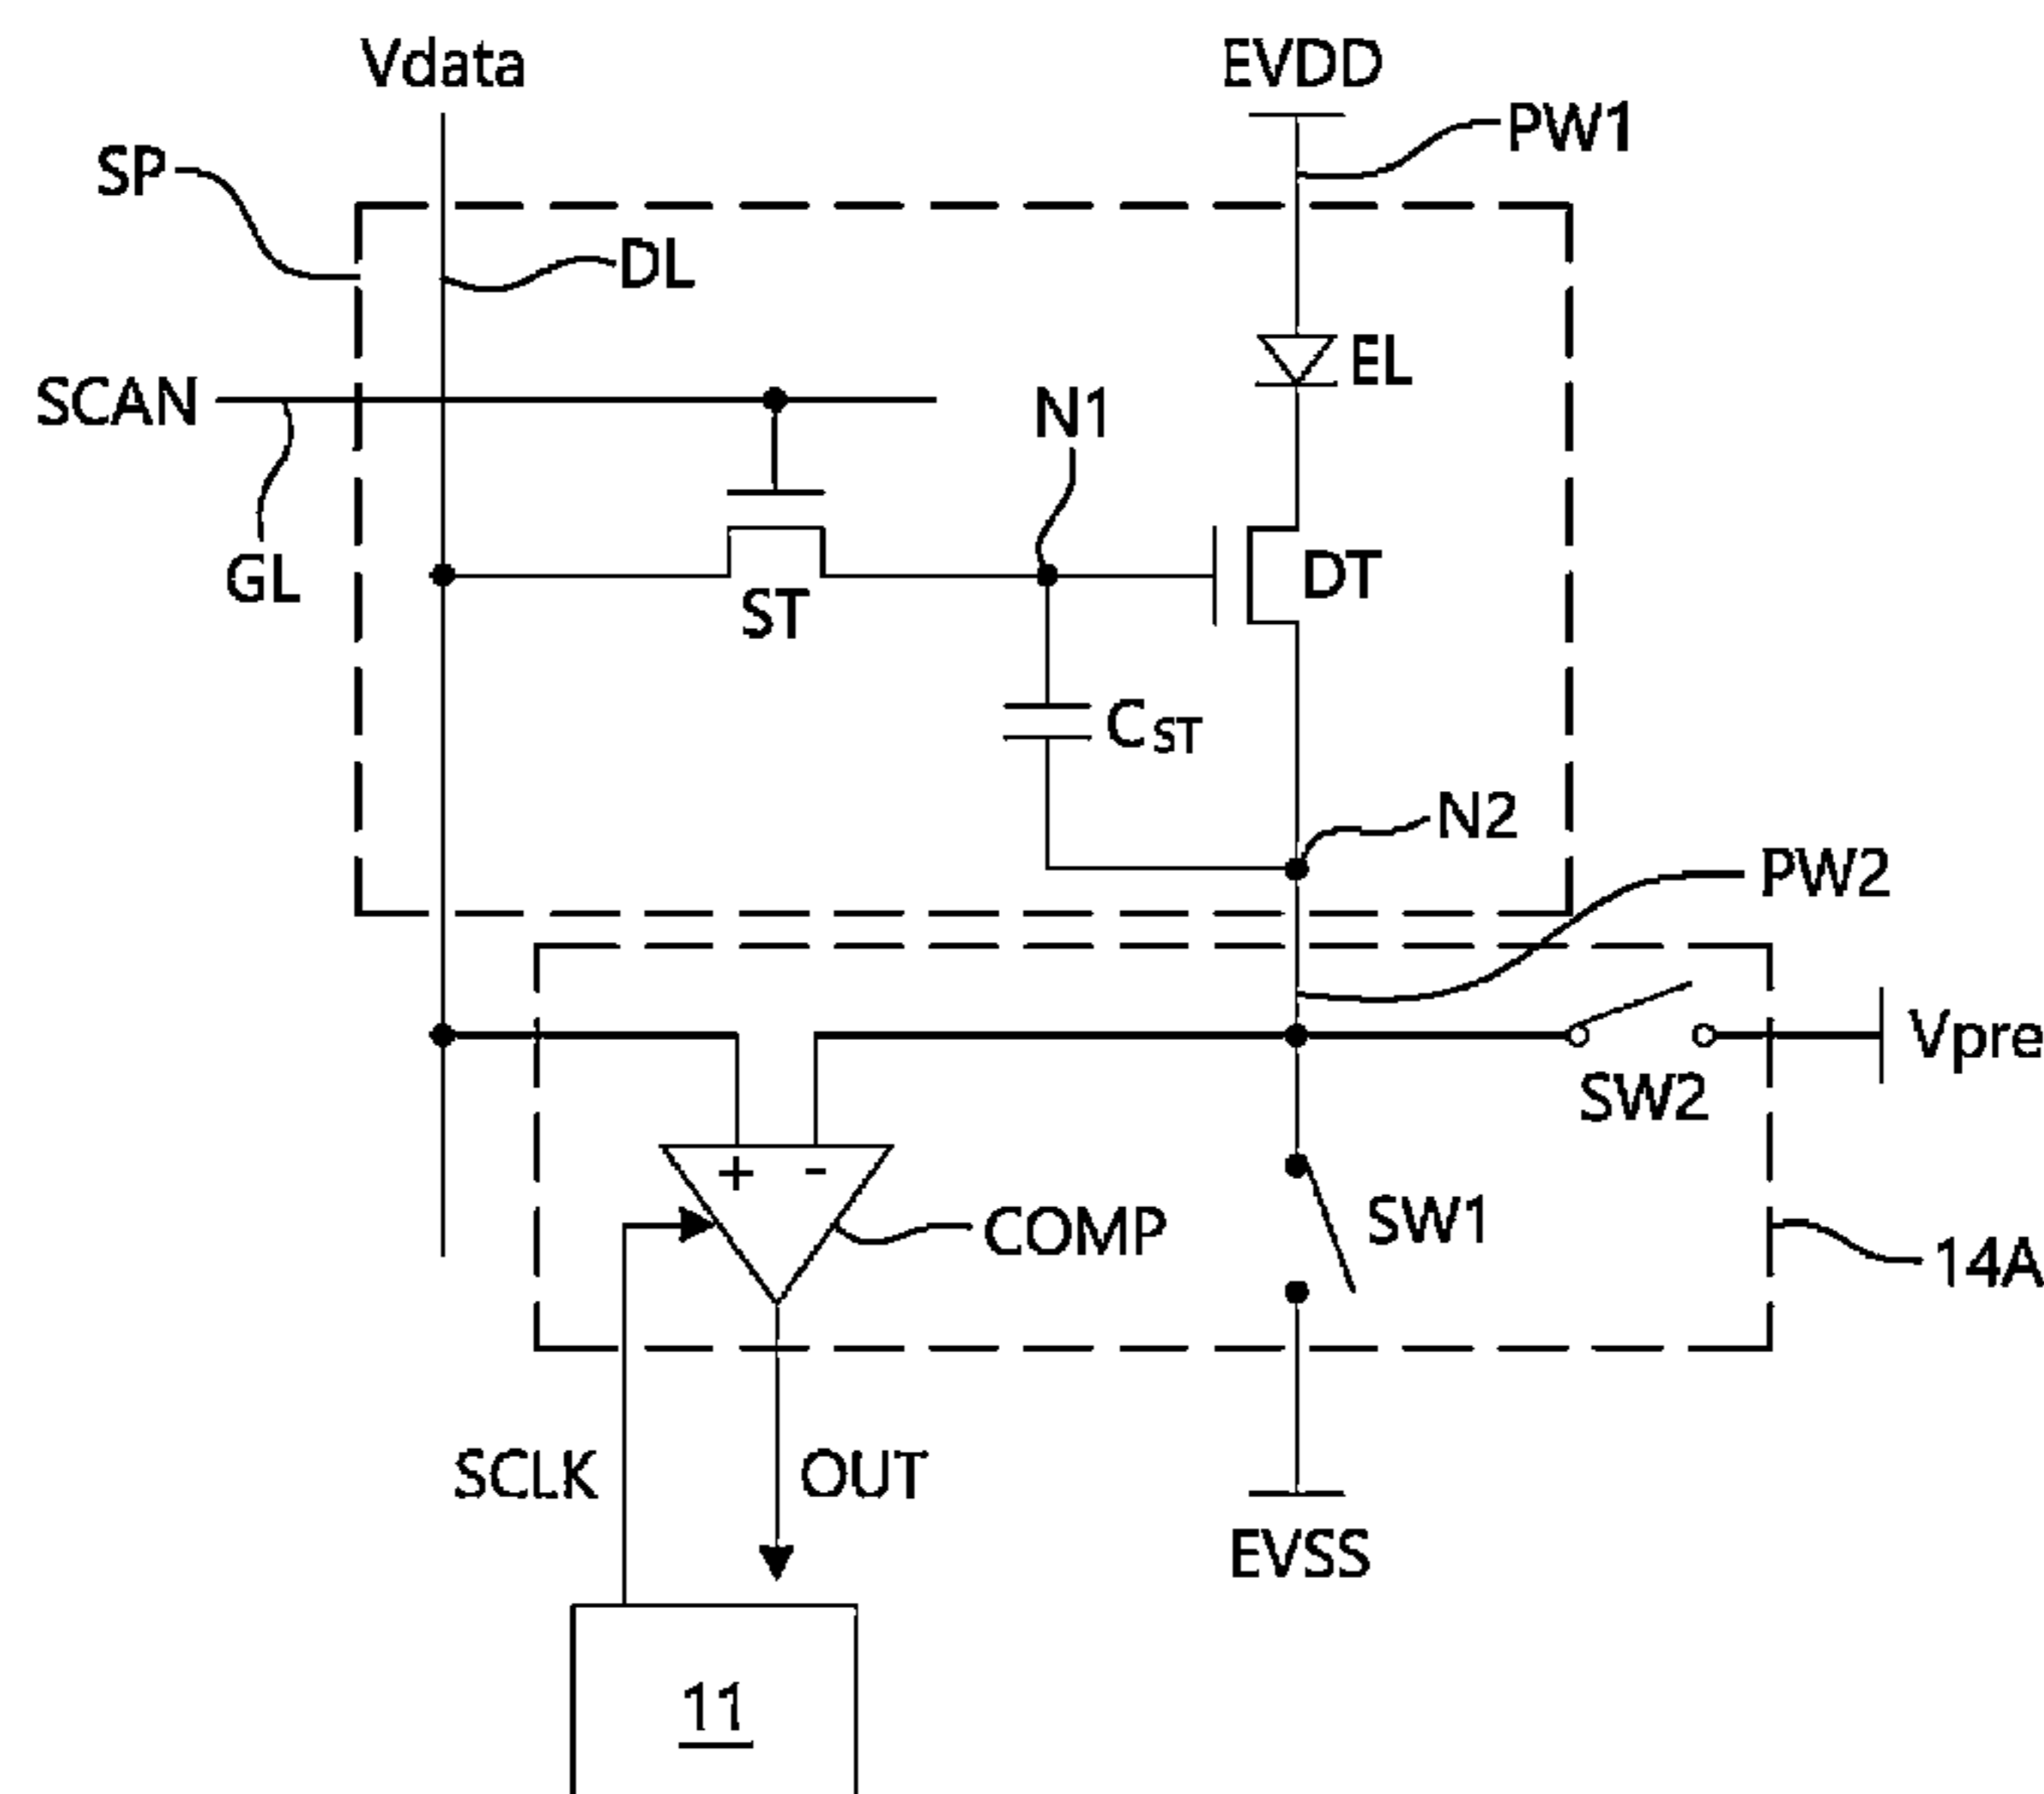 Vdata
EVDD
PW1
SP
DL
EL
SCAN
N1
GL
ST
DT
CST
N2
PW2
Vpre
SW2
+ -
COMP
SW1
14A
SCLK
OUT
EVSS
11